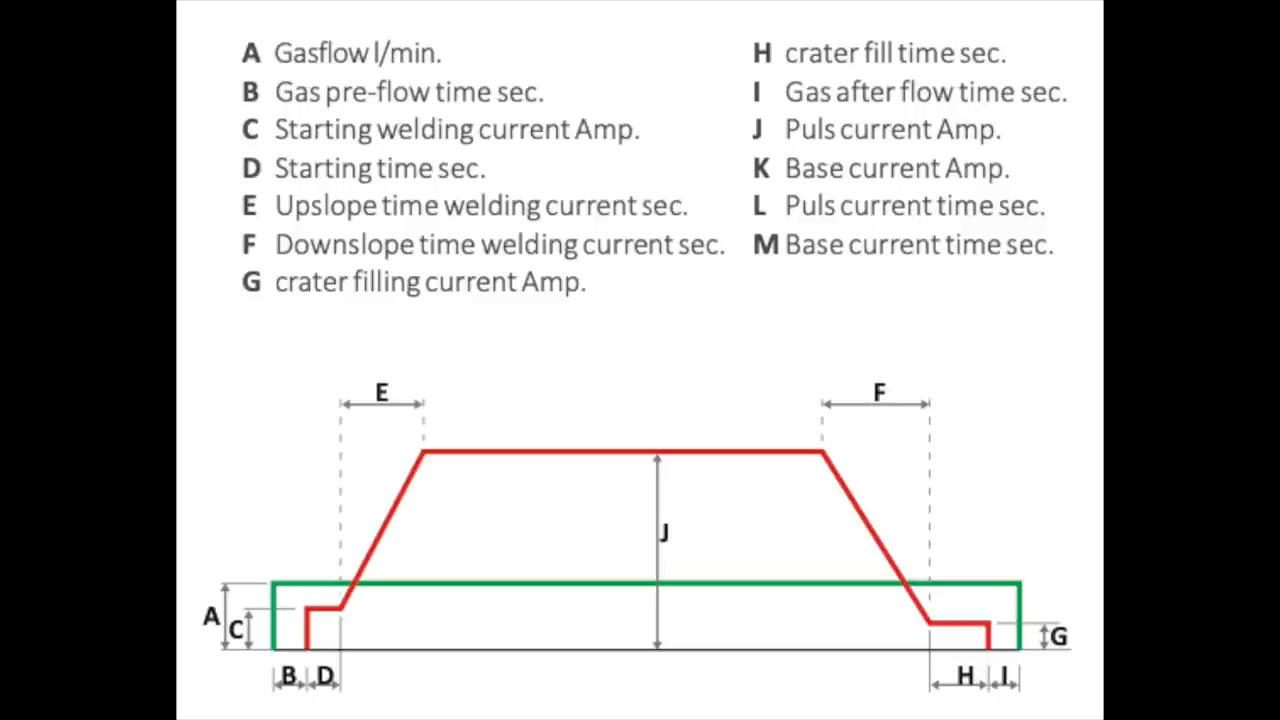 A Gasflow l/min.
B Gas pre-flow time sec.
C Starting welding current Amp.
D Starting time sec.
E Upslope time welding current sec.
F Downslope time welding current sec.
G crater filling current Amp.
H crater fill time sec.
I Gas after flow time sec.
J Puls current Amp.
K Base current Amp.
L Puls current time sec.
M Base current time sec.
E
F
J
A
C
G
B
D
H
I